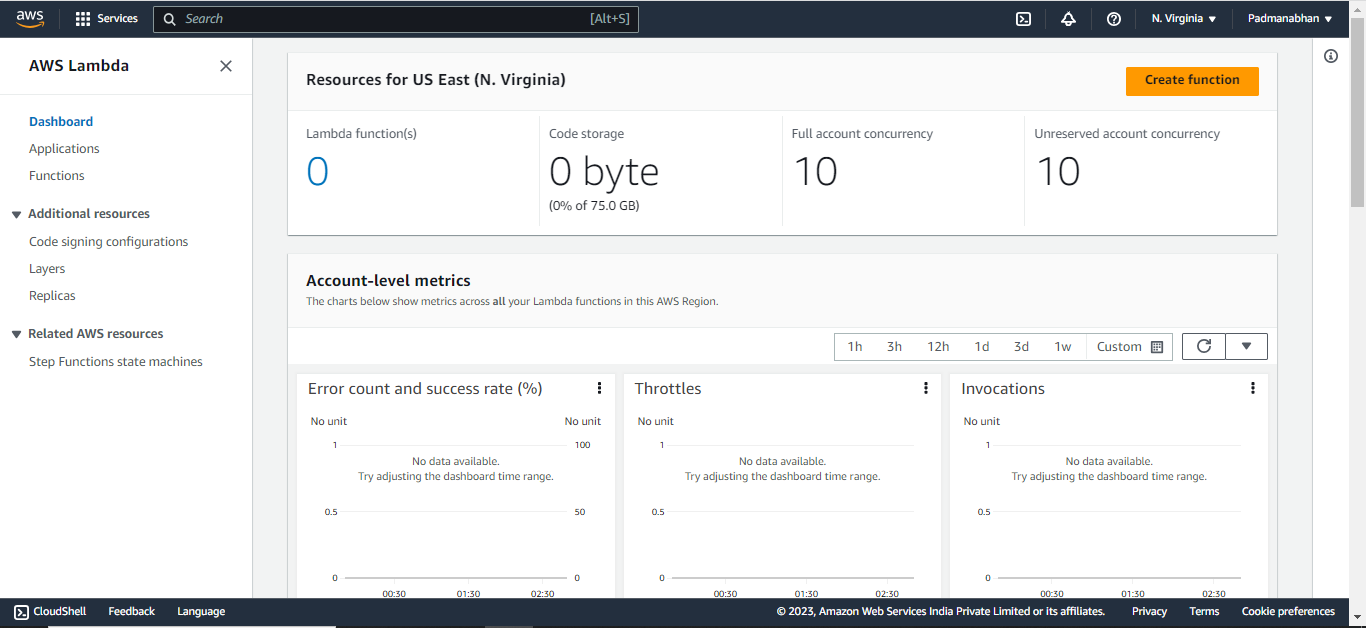 aws Services Search [Alt+S] N. Virginia Padmanabhan
AWS Lambda
Dashboard
Applications
Functions
Additional resources
Code signing configurations
Layers
Replicas
Related AWS resources
Step Functions state machines
Resources for US East (N. Virginia) Create function
Lambda function(s) Code storage Full account concurrency Unreserved account concurrency
0 0 byte 10 10
(0% of 75.0 GB)
Account-level metrics
The charts below show metrics across all your Lambda functions in this AWS Region.
1h 3h 12h 1d 3d 1w Custom
Error count and success rate (%)
No unit No unit
1 100
No data available.
Try adjusting the dashboard time range.
0.5 50
0 0
00:30 01:30 02:30
Throttles
No unit
1
No data available.
Try adjusting the dashboard time range.
0.5
0
00:30 01:30 02:30
Invocations
No unit
1
No data available.
Try adjusting the dashboard time range.
0.5
0
00:30 01:30 02:30
CloudShell Feedback Language © 2023, Amazon Web Services India Private Limited or its affiliates. Privacy Terms Cookie preferences